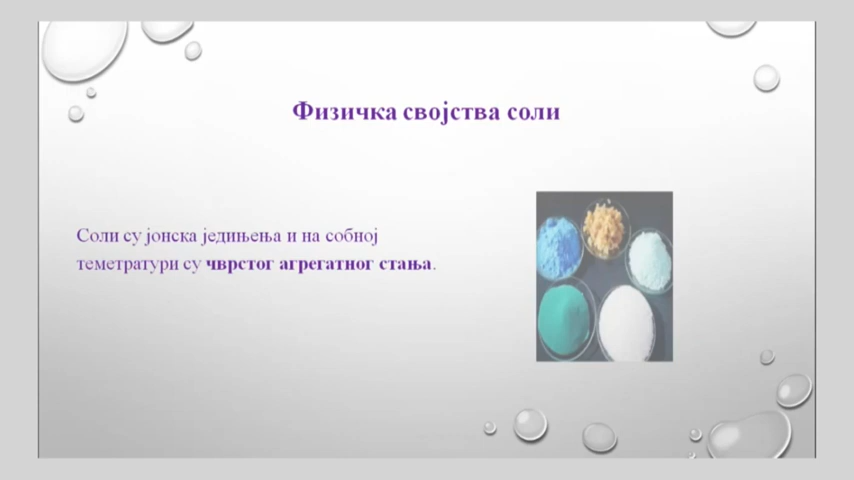 Физичка својства соли
Соли су јонска једињења и на собној
теметратури су чврстог агрегатног стања.